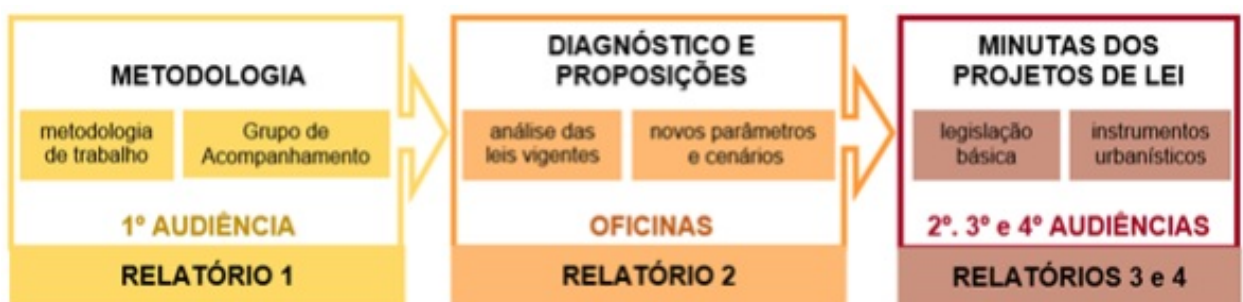 METODOLOGIA
metodologia
de trabalho
Grupo de
Acompanhamento
1º AUDIÊNCIA
RELATÓRIO 1
DIAGNÓSTICO E
PROPOSIÇÕES
análise das
leis vigentes
novos parâmetros
e cenários
OFICINAS
RELATÓRIO 2
MINUTAS DOS
PROJETOS DE LEI
legislação
básica
instrumentos
urbanísticos
2º. 3º e 4º AUDIÊNCIAS
RELATÓRIOS 3 e 4